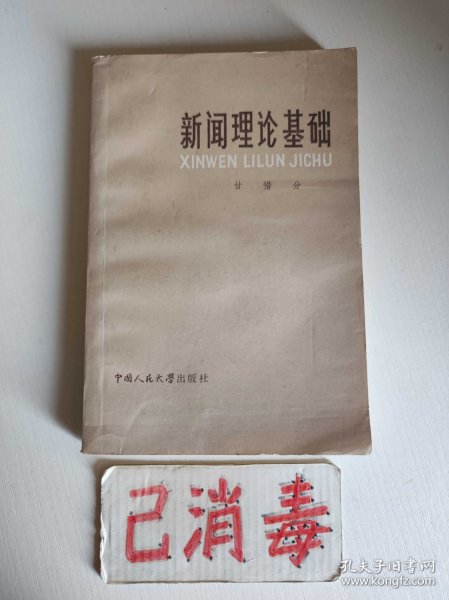 新闻理论基础
XINWEN LILUN JICHU
甘惜分
中国人民大學出版社
已消毒
孔夫子旧书网
www.kongfz.com